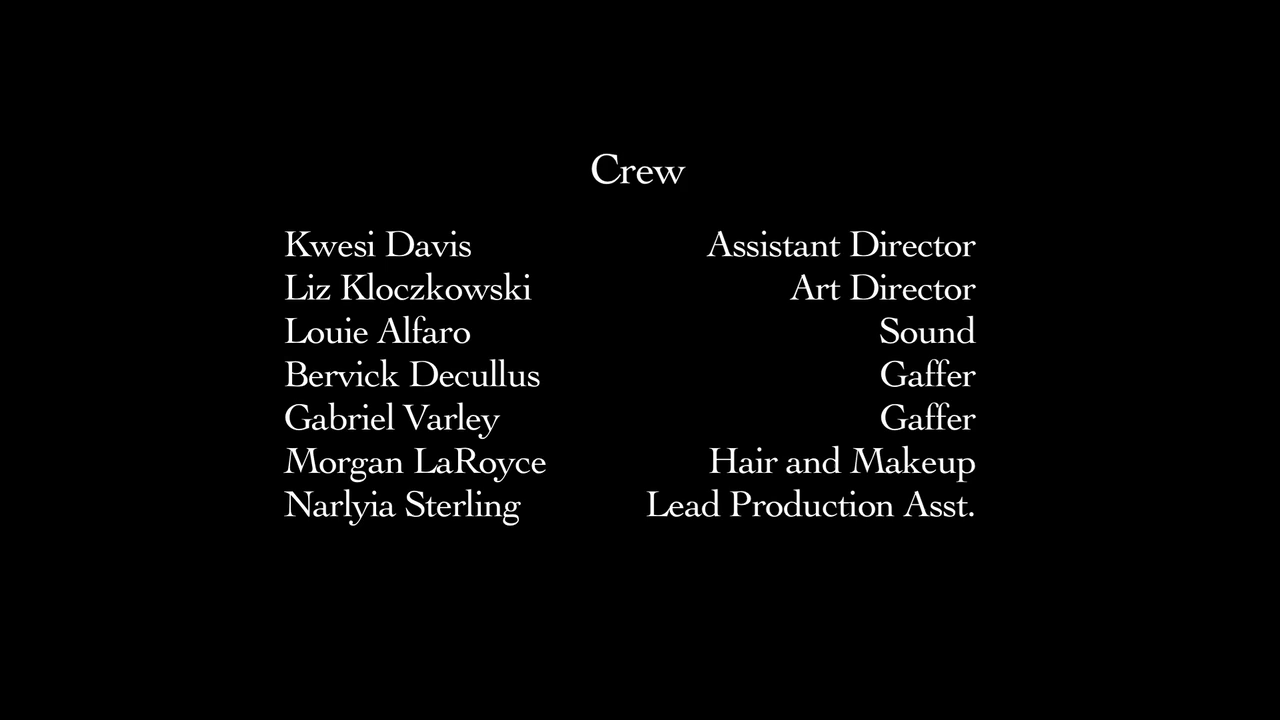 Crew
Kwesi Davis Assistant Director
Liz Kloczkowski Art Director
Louie Alfaro Sound
Bervick Decullus Gaffer
Gabriel Varley Gaffer
Morgan LaRoyce Hair and Makeup
Narlyia Sterling Lead Production Asst.